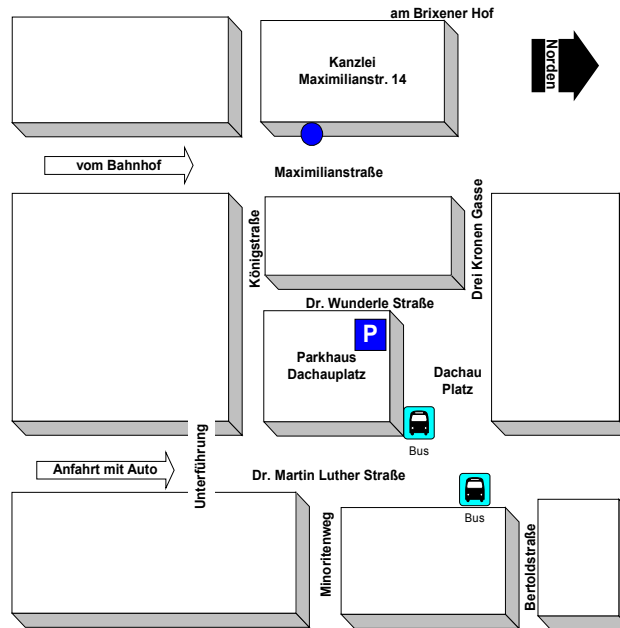 am Brixener Hof
Norden
Kanzlei
Maximilianstr. 14
vom Bahnhof
Maximilianstraße
Königstraße
Drei Kronen Gasse
Dr. Wunderle Straße
P
Parkhaus
Dachauplatz
Dachau
Platz
Bus
Unterführung
Anfahrt mit Auto
Dr. Martin Luther Straße
Bus
Minoritenweg
Bertoldstraße